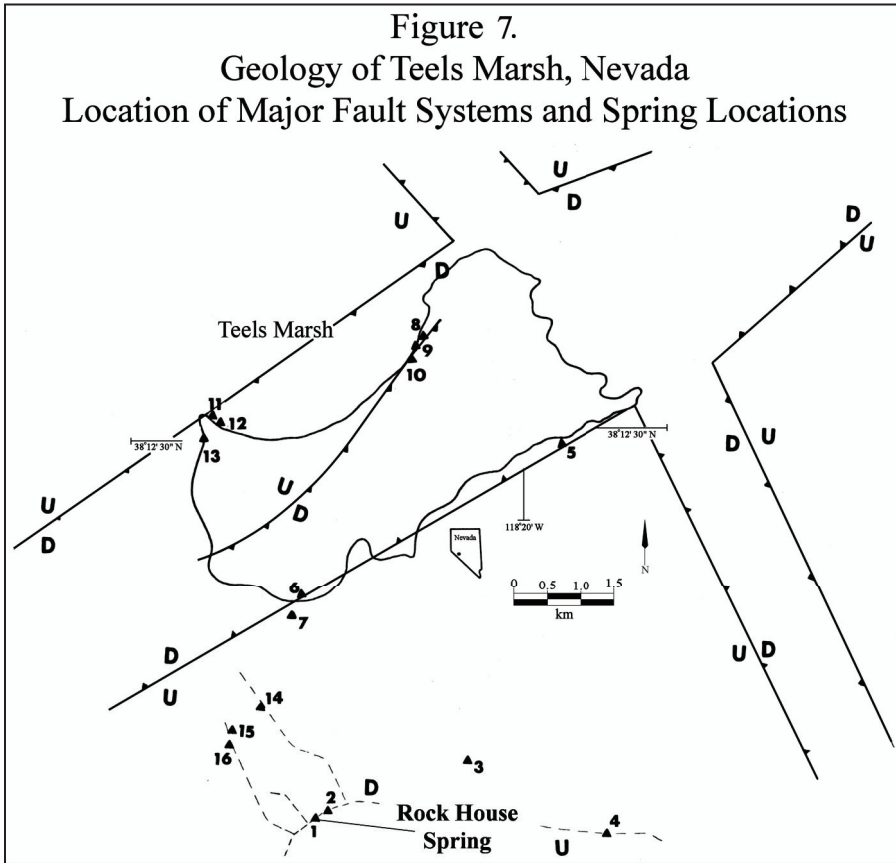 Figure 7.
Geology of Teels Marsh, Nevada
Location of Major Fault Systems and Spring Locations
U
D
U
D
U
D
Teels Marsh
8
9
10
11
12
13
38°12' 30" N
38°12' 30" N
5
D
U
U
D
U
D
118°20' W
Nevada
N
0 0.5 1.0 1.5
km
6
7
D
U
U D
14
15
16
3
D
2
1
Rock House
Spring
4
U